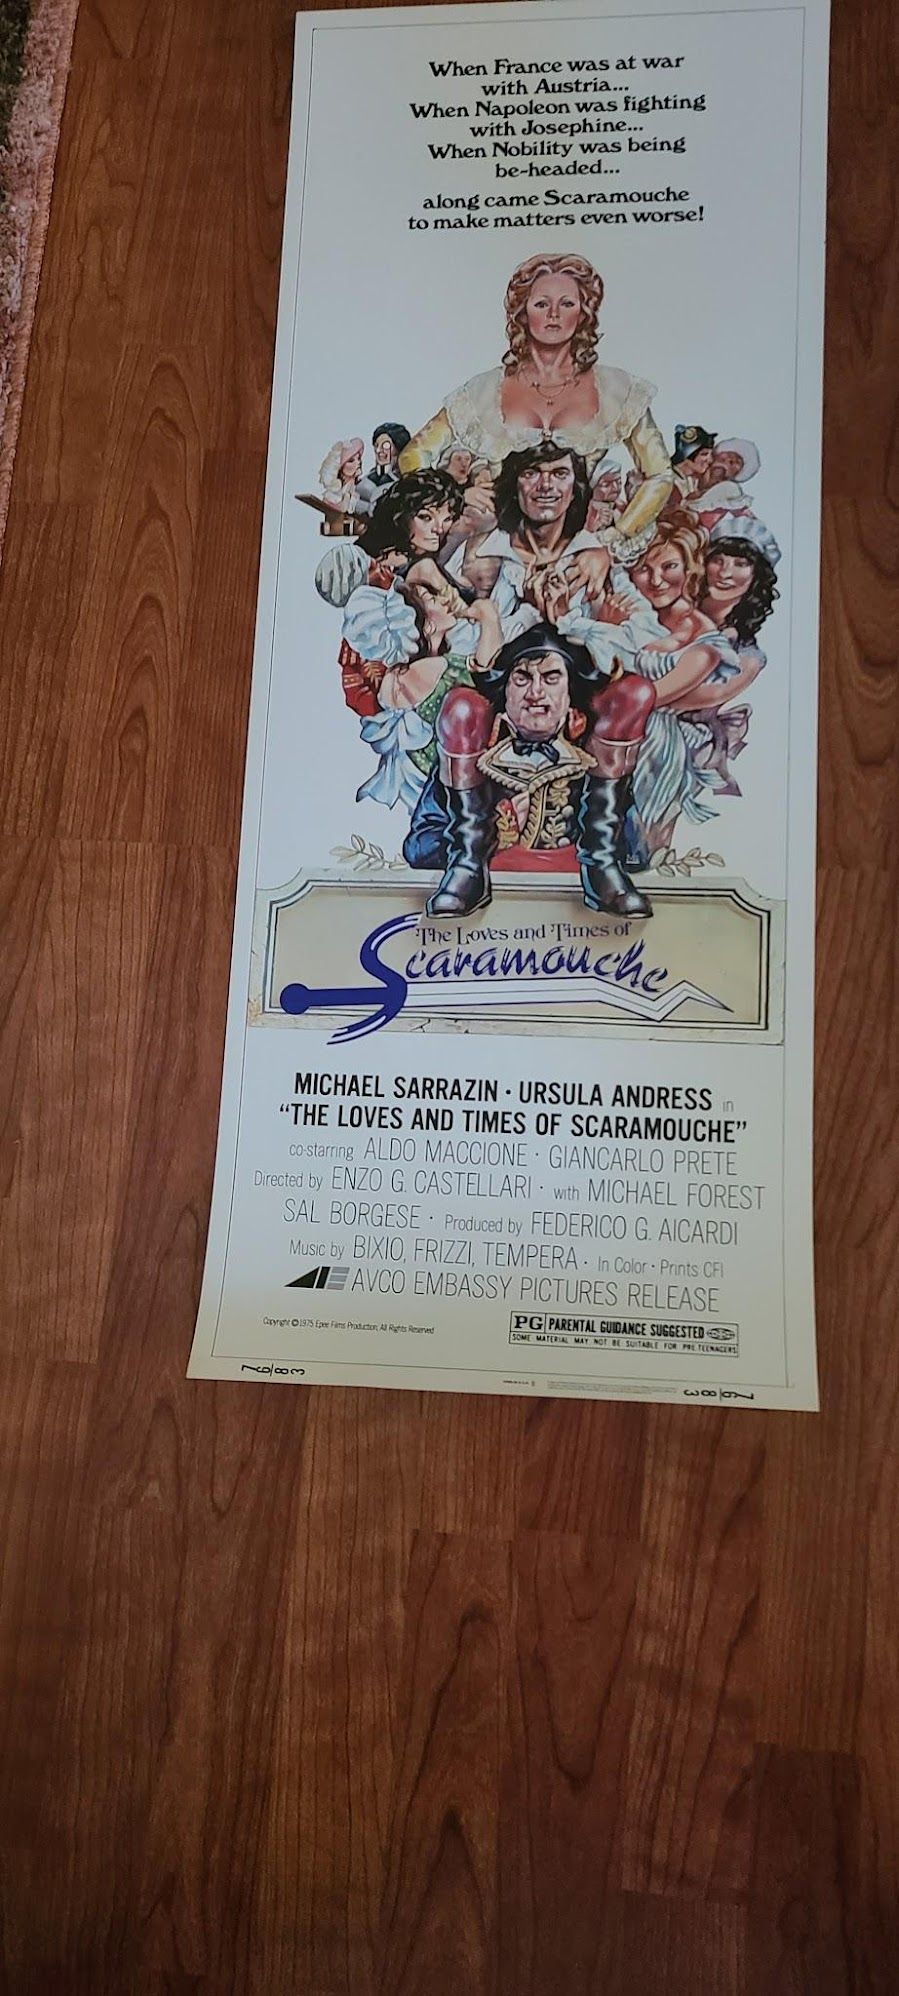 When France was at war
with Austria...
When Napoleon was fighting
with Josephine...
When Nobility was being
be-headed...
along came Scaramouche
to make matters even worse!
The Loves and Times of
Scaramouche
MICHAEL SARRAZIN · URSULA ANDRESS in
“THE LOVES AND TIMES OF SCARAMOUCHE”
co-starring ALDO MACCIONE · GIANCARLO PRETE
Directed by ENZO G. CASTELLARI · with MICHAEL FOREST
SAL BORGESE · Produced by FEDERICO G. AICARDI
Music by BIXIO, FRIZZI, TEMPERA · In Color · Prints CFI
AVCO EMBASSY PICTURES RELEASE
Copyright © 1975 Epee Films Production, All Rights Reserved
PG PARENTAL GUIDANCE SUGGESTED
SOME MATERIAL MAY NOT BE SUITABLE FOR PRE-TEENAGERS
76/83
76/83